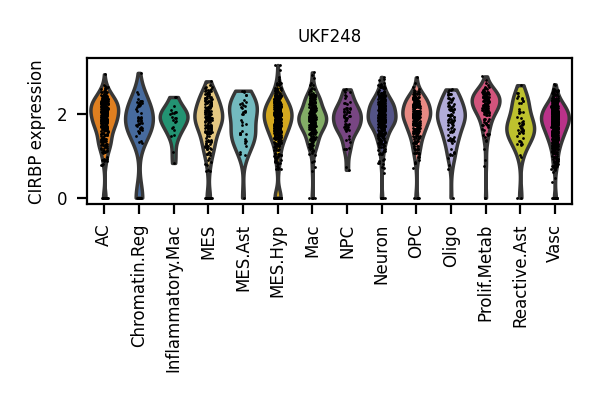 UKF248
CIRBP expression
2
0
AC
Chromatin.Reg
Inflammatory.Mac
MES
MES.Ast
MES.Hyp
Mac
NPC
Neuron
OPC
Oligo
Prolif.Metab
Reactive.Ast
Vasc